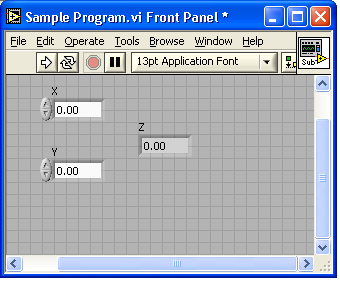 Sample Program.vi Front Panel *
File Edit Operate Tools Browse Window Help
13pt Application Font
Sub
X
0.00
Z
0.00
Y
0.00